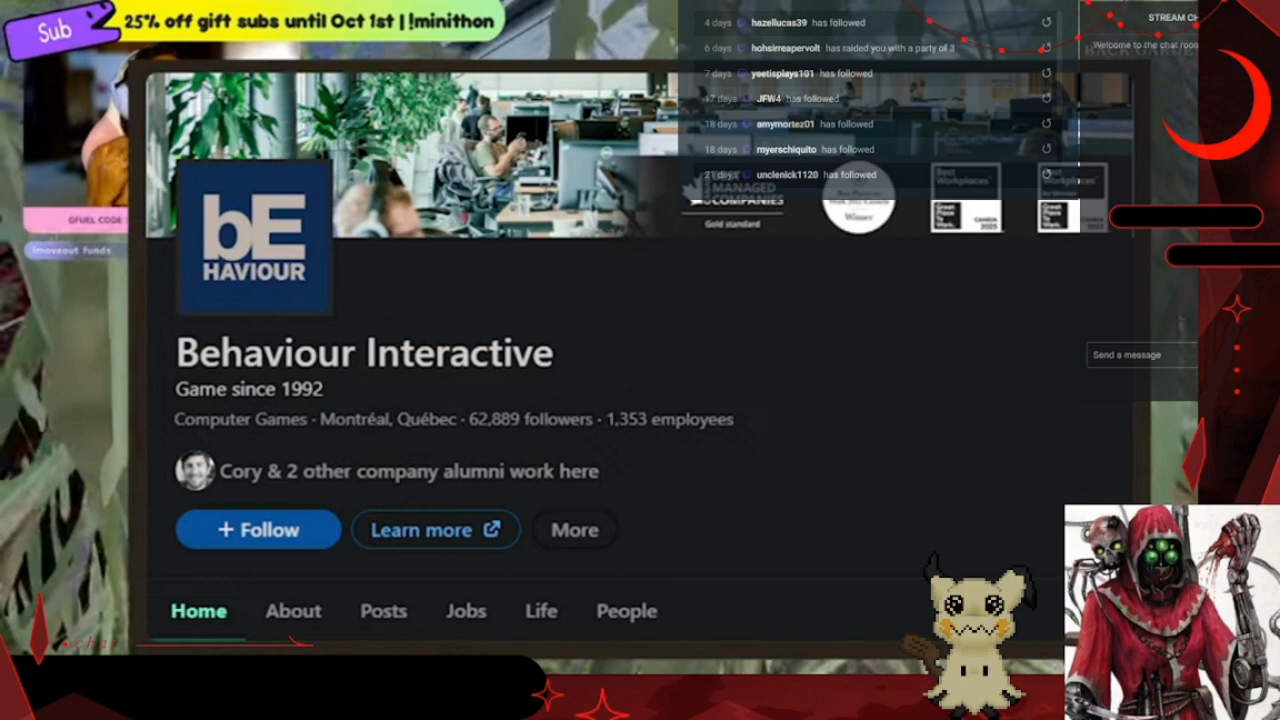 Sub
25% off gift subs until Oct 1st | !minithon
4 days hazellucas39 has followed
6 days hohsirreapervolt has raided you with a party of 3
7 days yeetisplays101 has followed
17 days JFW4 has followed
18 days amymortez01 has followed
18 days myerschiquito has followed
21 days unclenick1120 has followed
STREAM CH
Welcome to the chat room
GFUEL CODE
!moveout funds
MANAGED
COMPANIES
Gold standard
Winner
Best
Workplaces
Great
Place
To
Work.
CANADA
2025
bE
HAVIOUR
Behaviour Interactive
Game since 1992
Computer Games · Montréal, Québec · 62,889 followers · 1,353 employees
Send a message
Cory & 2 other company alumni work here
+ Follow
Learn more
More
Home
About
Posts
Jobs
Life
People